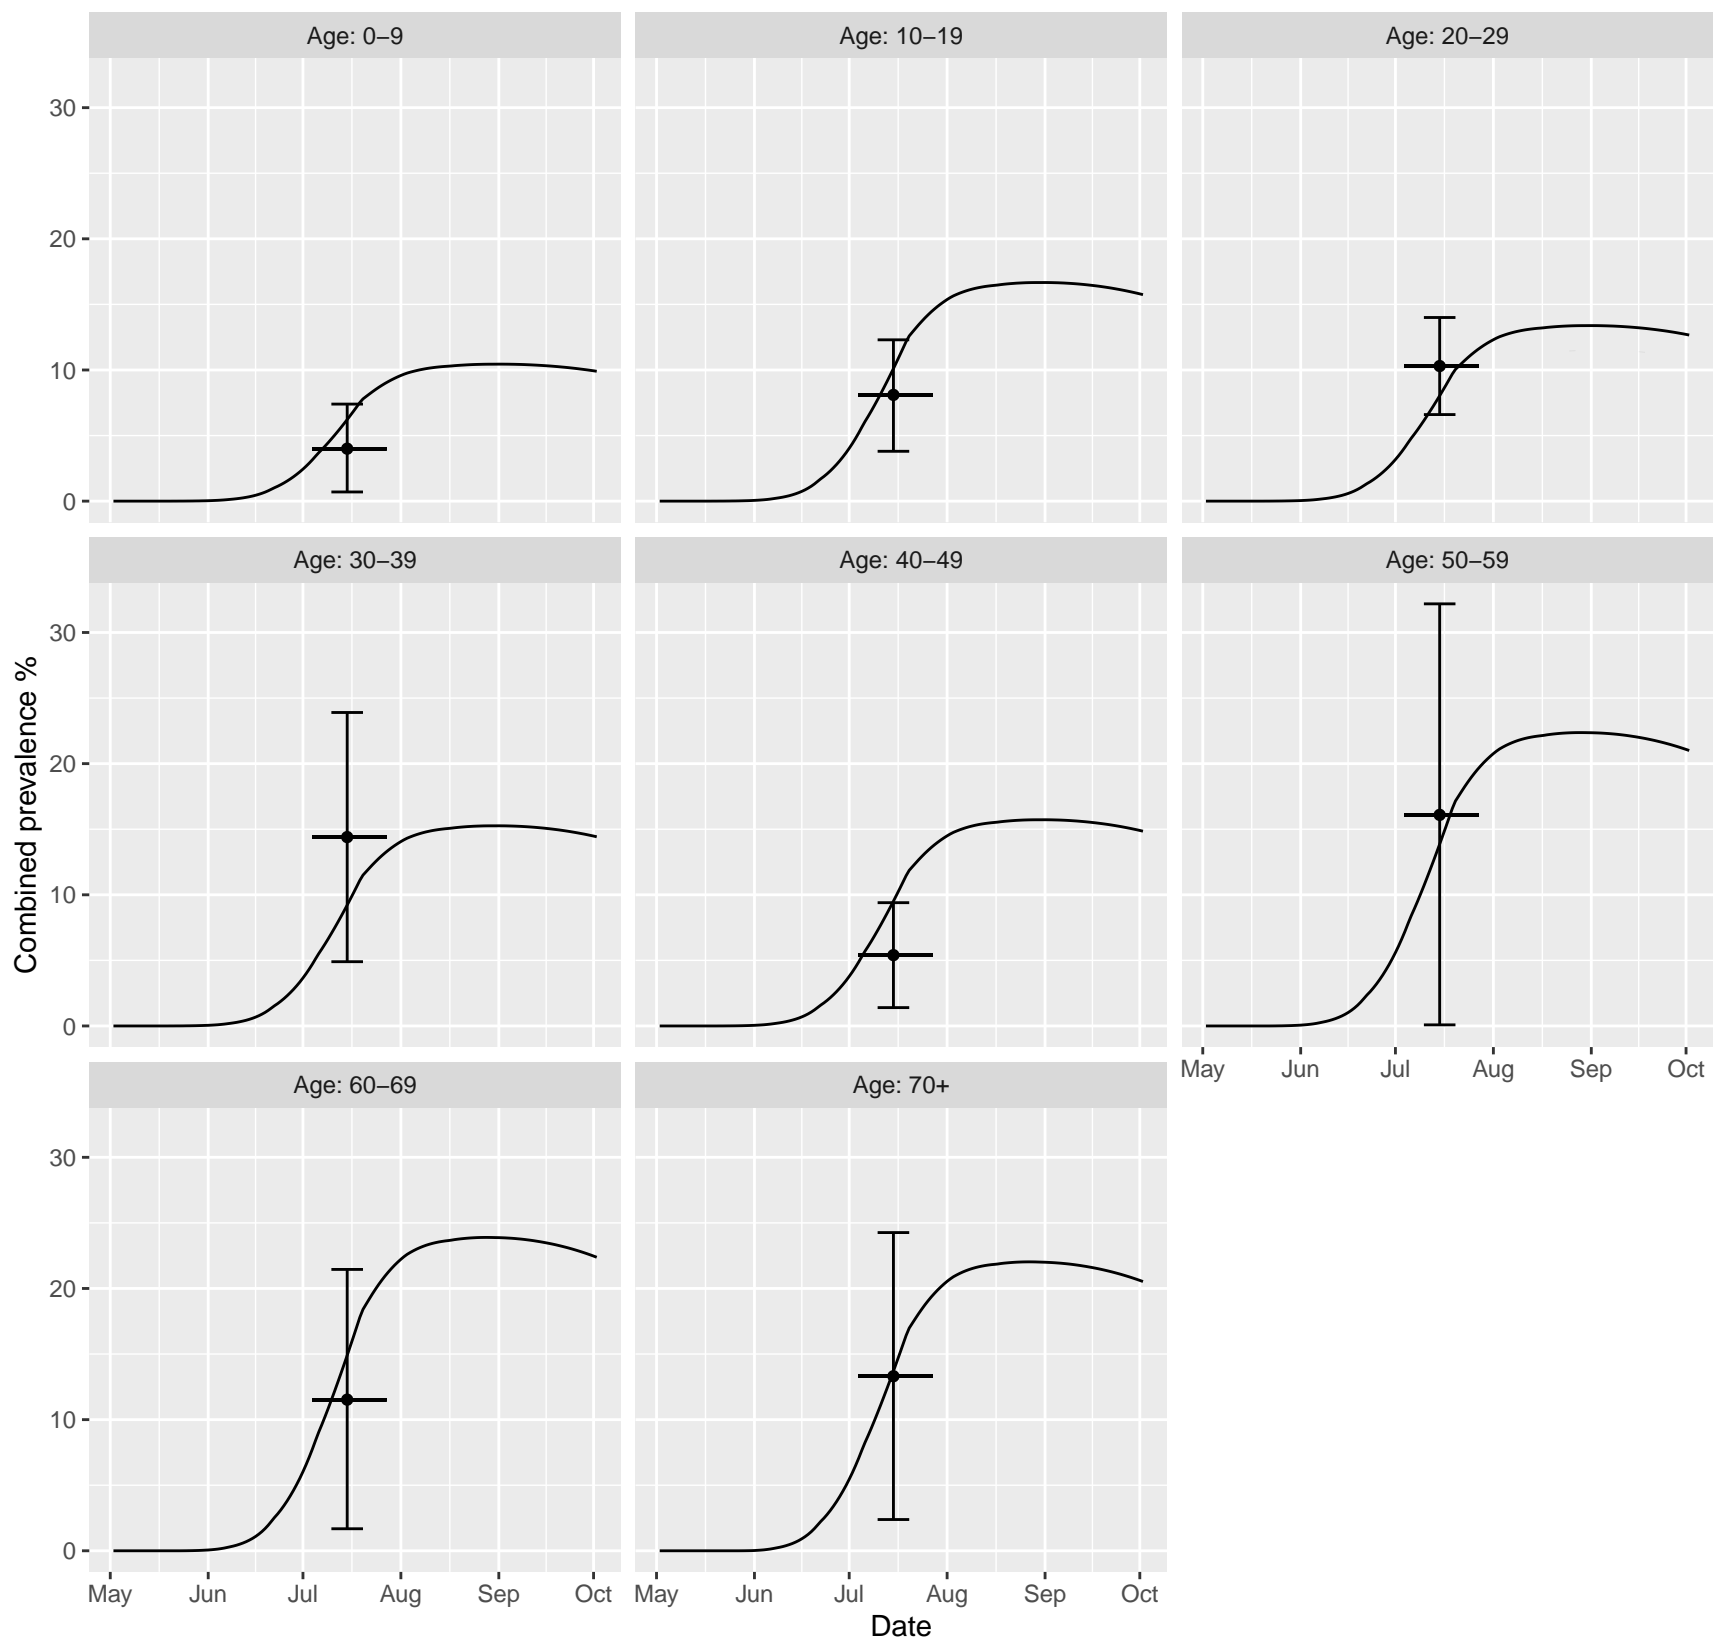 Age: 0–9
Age: 10–19
Age: 20–29
30
20
10
0
Age: 30–39
Age: 40–49
Age: 50–59
30
20
10
0
May Jun Jul Aug Sep Oct
Age: 60–69
Age: 70+
30
20
10
0
May Jun Jul Aug Sep Oct
May Jun Jul Aug Sep Oct
Date
Combined prevalence %